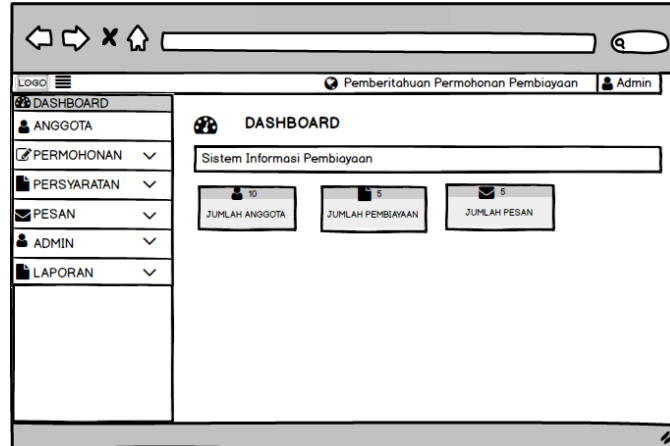 LOGO
Pemberitahuan Permohonan Pembiayaan
Admin
DASHBOARD
ANGGOTA
PERMOHONAN
PERSYARATAN
PESAN
ADMIN
LAPORAN
DASHBOARD
Sistem Informasi Pembiayaan
10
JUMLAH ANGGOTA
5
JUMLAH PEMBIAYAAN
5
JUMLAH PESAN